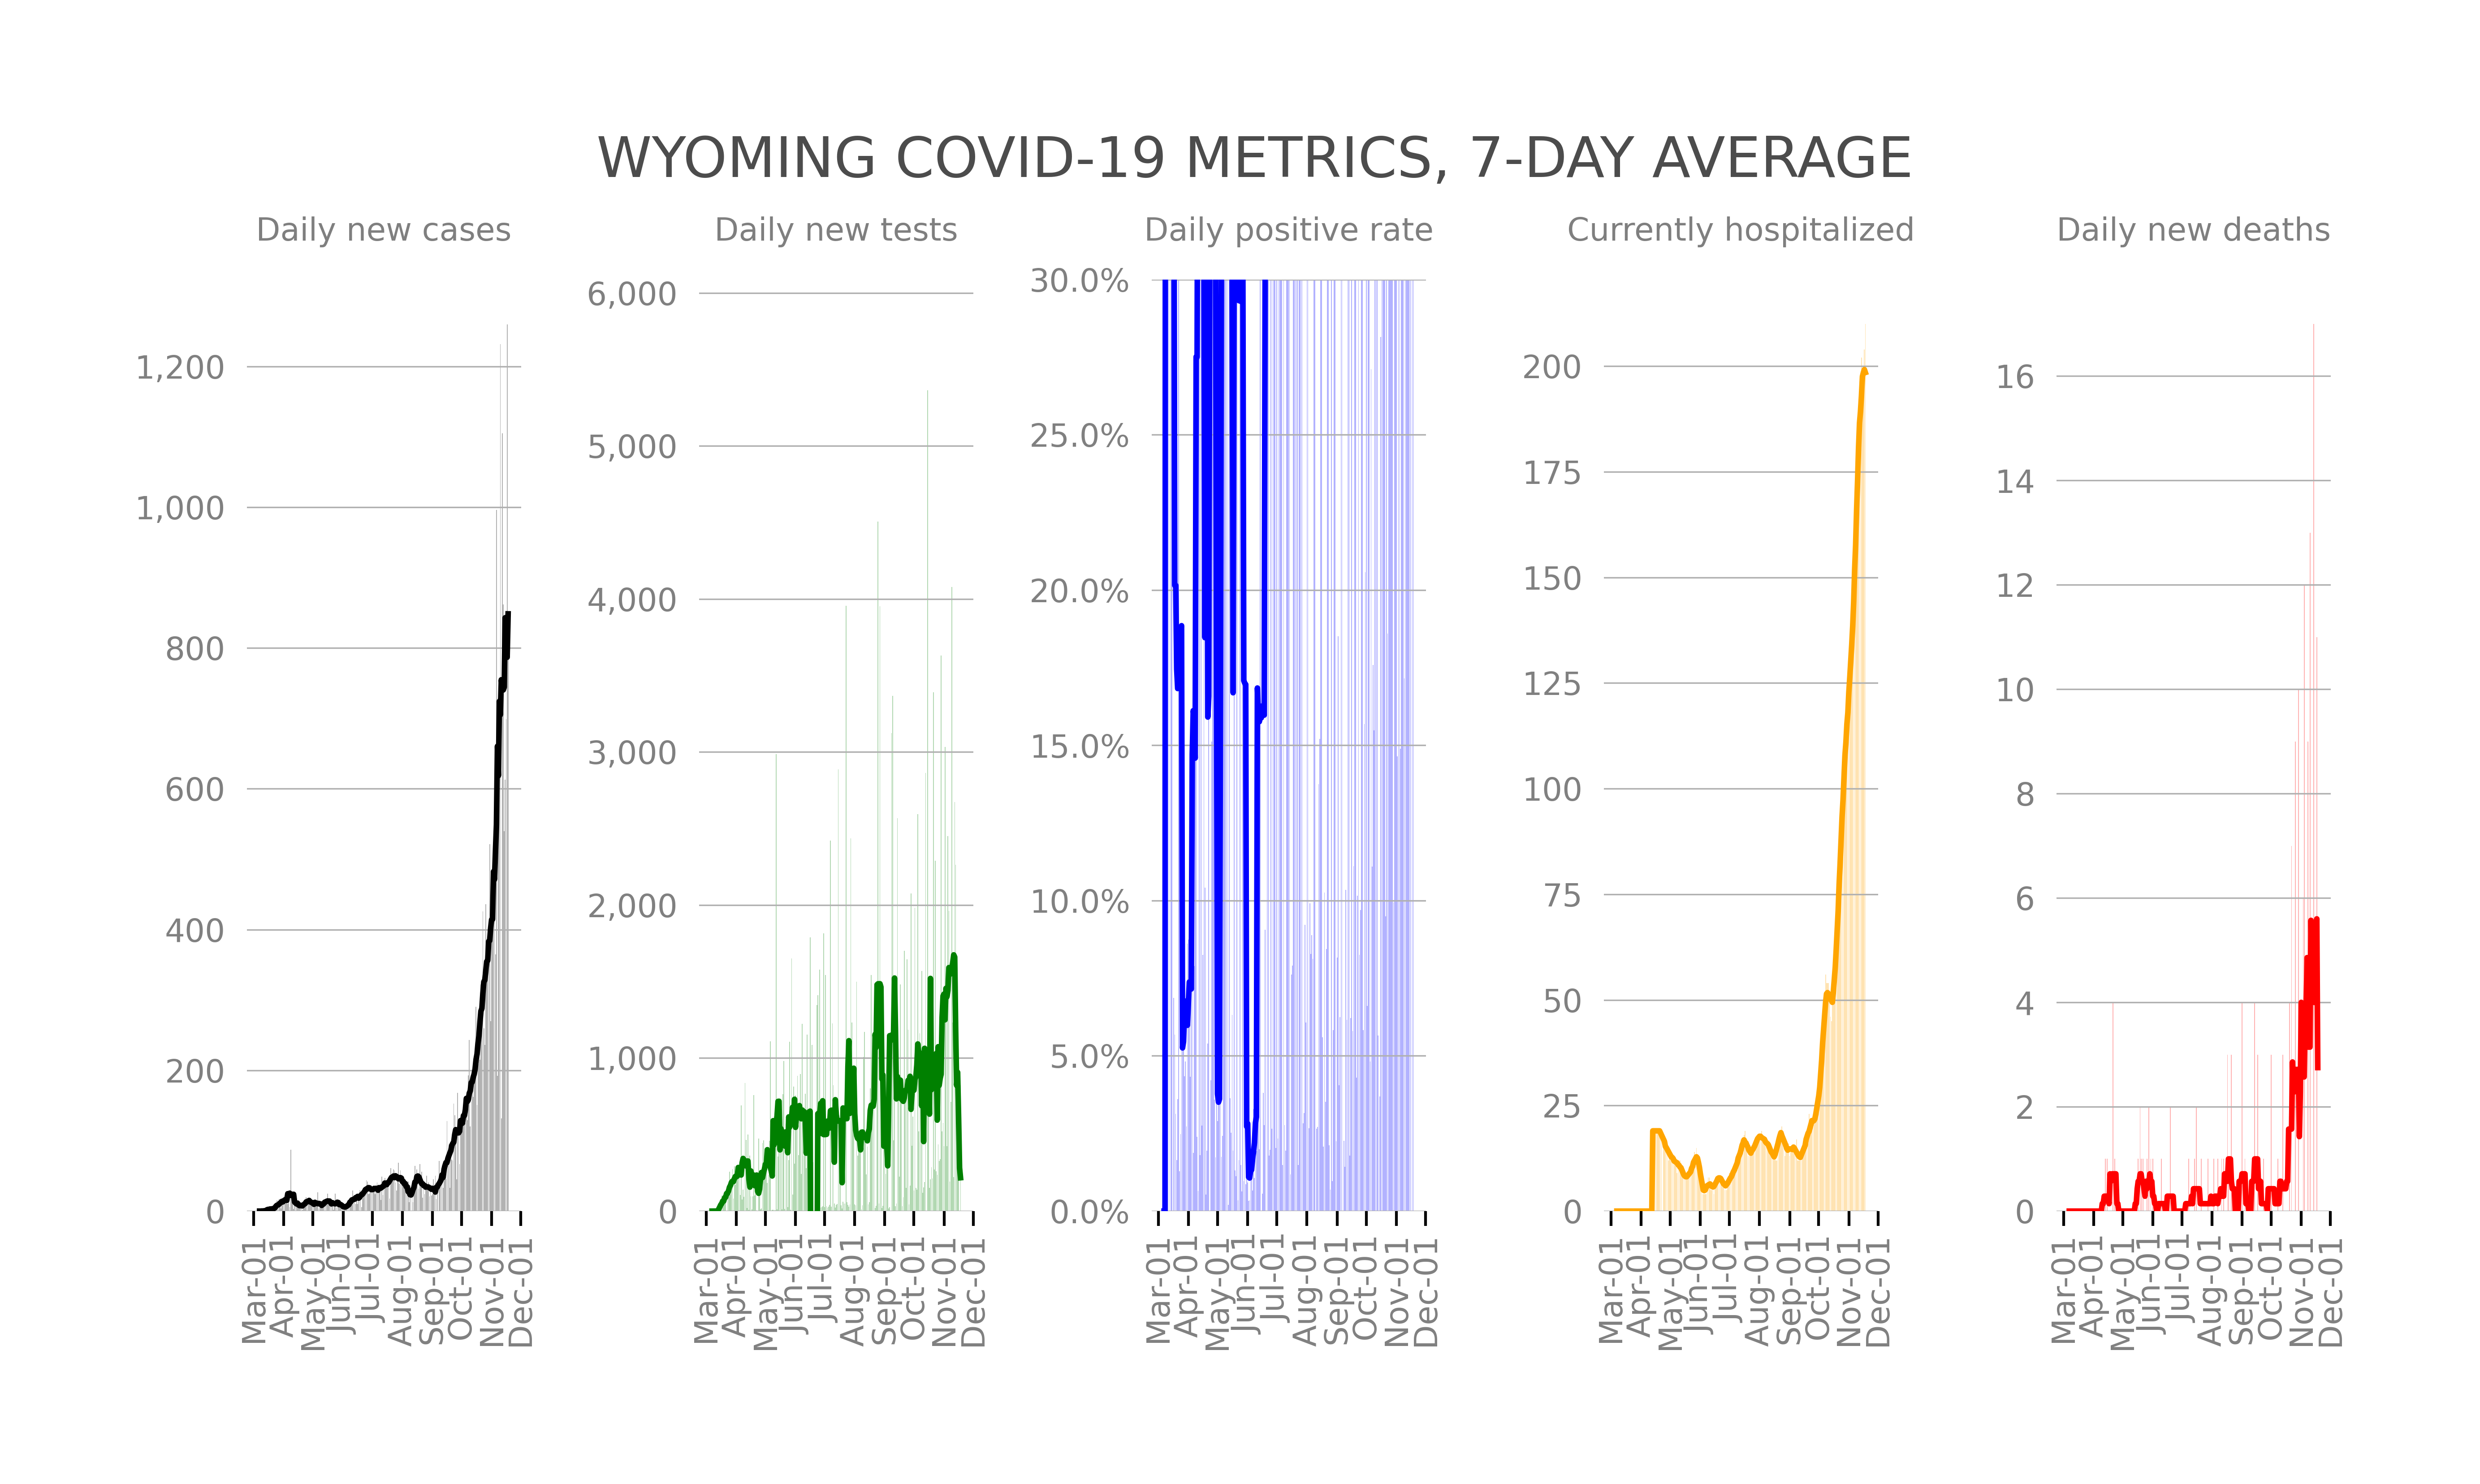 WYOMING COVID-19 METRICS, 7-DAY AVERAGE
Daily new cases
1,200
1,000
800
600
400
200
0
Mar-01
Apr-01
May-01
Jun-01
Jul-01
Aug-01
Sep-01
Oct-01
Nov-01
Dec-01
Daily new tests
6,000
5,000
4,000
3,000
2,000
1,000
0
Mar-01
Apr-01
May-01
Jun-01
Jul-01
Aug-01
Sep-01
Oct-01
Nov-01
Dec-01
Daily positive rate
30.0%
25.0%
20.0%
15.0%
10.0%
5.0%
0.0%
Mar-01
Apr-01
May-01
Jun-01
Jul-01
Aug-01
Sep-01
Oct-01
Nov-01
Dec-01
Currently hospitalized
200
175
150
125
100
75
50
25
0
Mar-01
Apr-01
May-01
Jun-01
Jul-01
Aug-01
Sep-01
Oct-01
Nov-01
Dec-01
Daily new deaths
16
14
12
10
8
6
4
2
0
Mar-01
Apr-01
May-01
Jun-01
Jul-01
Aug-01
Sep-01
Oct-01
Nov-01
Dec-01